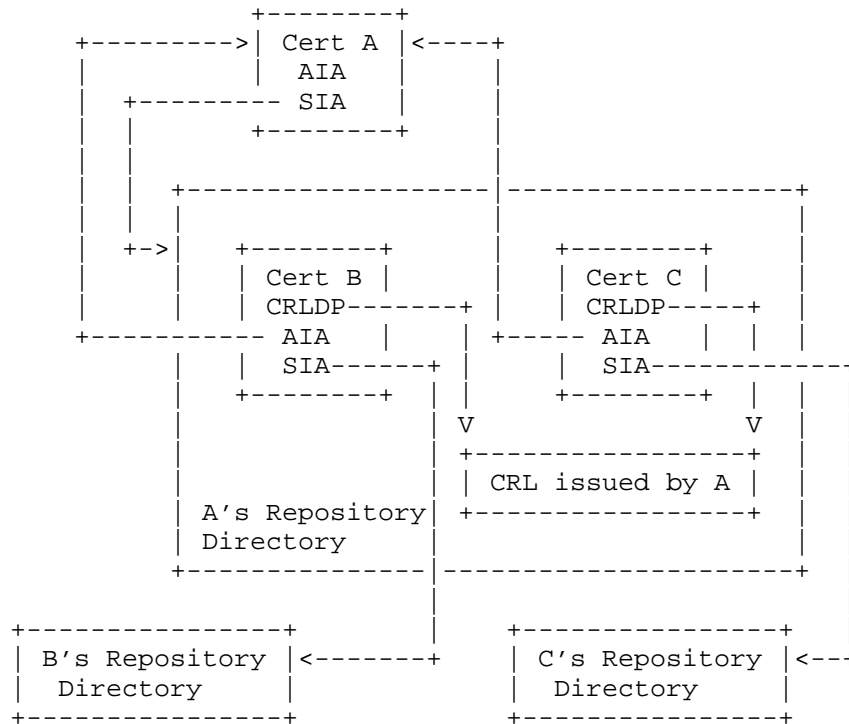 Cert A
AIA
SIA
Cert B
Cert C
CRLDP
CRLDP
AIA
AIA
SIA
SIA
V
V
CRL issued by A
A's Repository
Directory
B's Repository
C's Repository
Directory
Directory